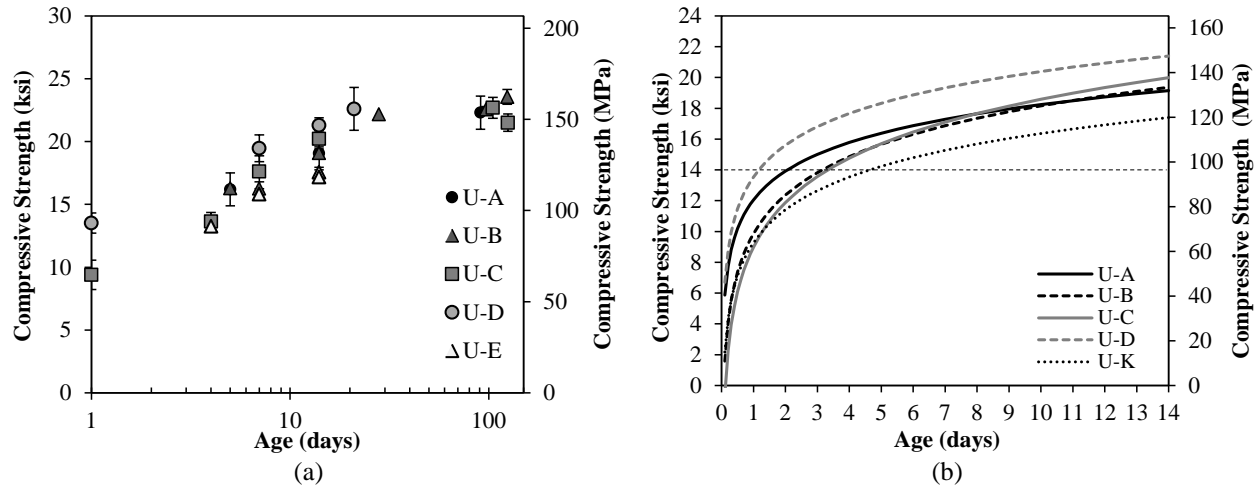 30
25
20
15
10
5
0
Compressive Strength (ksi)
200
150
100
50
0
Compressive Strength (MPa)
U-A
U-B
U-C
U-D
U-E
1
10
100
Age (days)
(a)
24
22
20
18
16
14
12
10
8
6
4
2
0
Compressive Strength (ksi)
160
140
120
100
80
60
40
20
0
Compressive Strength (MPa)
U-A
U-B
U-C
U-D
U-K
0 1 2 3 4 5 6 7 8 9 10 11 12 13 14
Age (days)
(b)